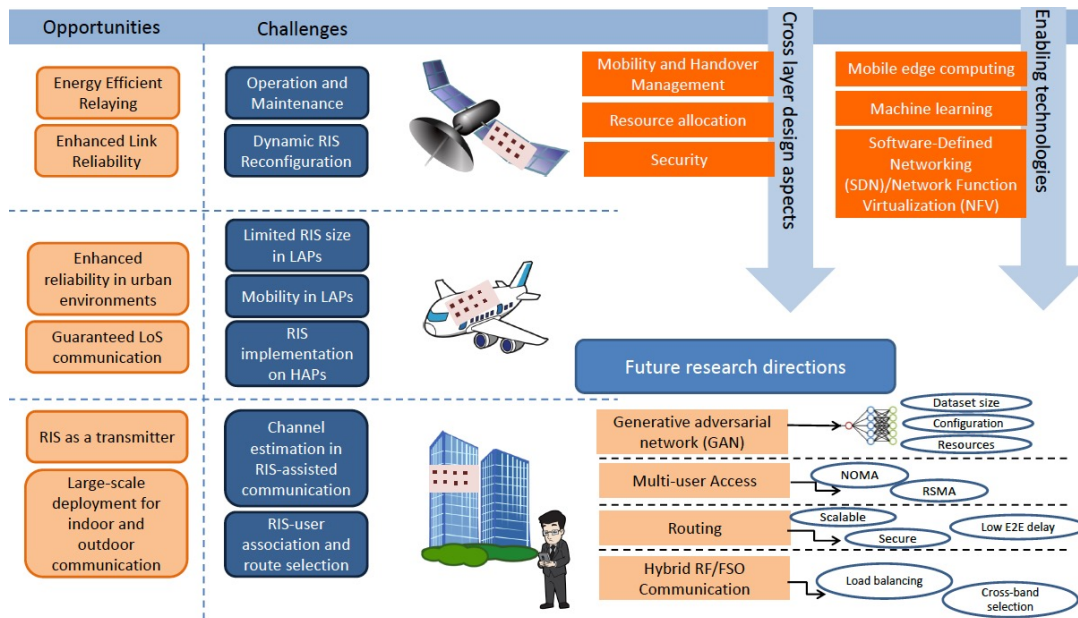 Opportunities
Challenges
Energy Efficient
Relaying
Enhanced Link
Reliability
Operation and
Maintenance
Dynamic RIS
Reconfiguration
Enhanced
reliability in urban
environments
Guaranteed LoS
communication
Limited RIS size
in LAPs
Mobility in LAPs
RIS
implementation
on HAPs
RIS as a transmitter
Large-scale
deployment for
indoor and
outdoor
communication
Channel
estimation in
RIS-assisted
communication
RIS-user
association and
route selection
Mobility and Handover
Management
Resource allocation
Security
Cross layer design aspects
Mobile edge computing
Machine learning
Software-Defined
Networking
(SDN)/Network Function
Virtualization (NFV)
Enabling technologies
Future research directions
Generative adversarial
network (GAN)
Dataset size
Configuration
Resources
Multi-user Access
NOMA
RSMA
Routing
Scalable
Secure
Low E2E delay
Hybrid RF/FSO
Communication
Load balancing
Cross-band
selection